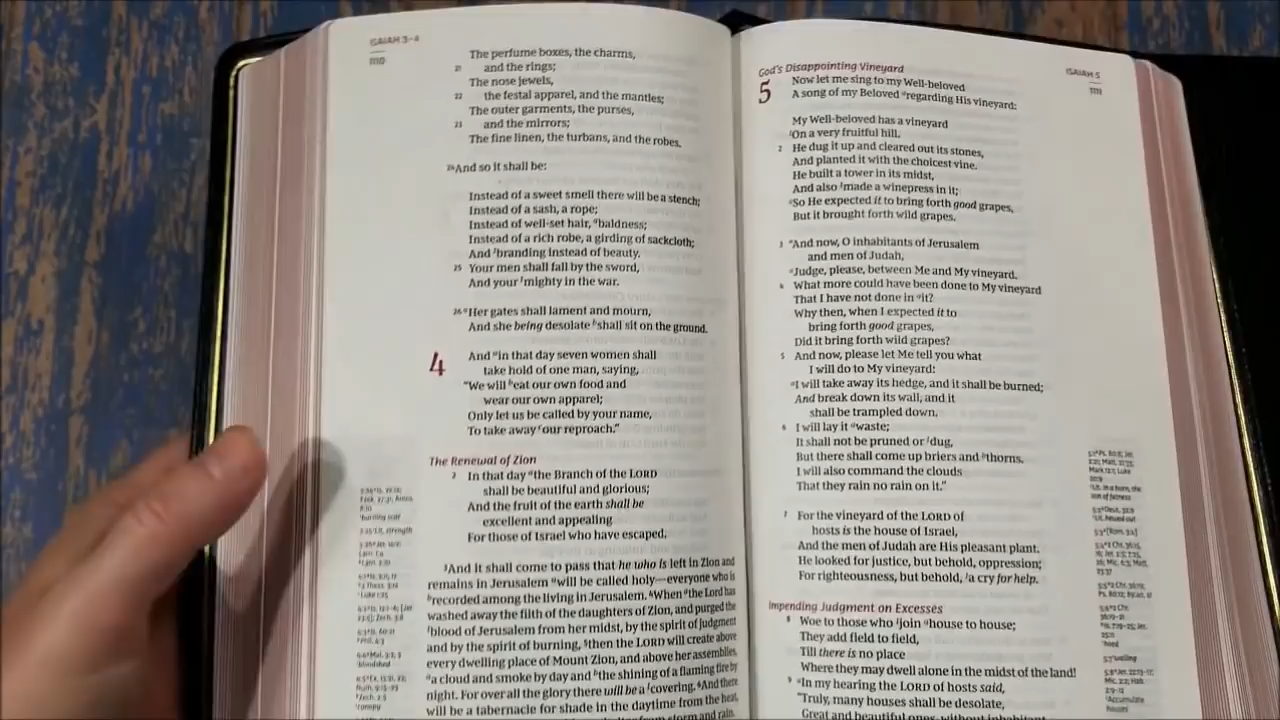 ISAIAH 3–4
1110
The perfume boxes, the charms,
21 and the rings;
The nose jewels,
22 the festal apparel, and the mantles;
The outer garments, the purses,
23 and the mirrors;
The fine linen, the turbans, and the robes.
24 And so it shall be:
Instead of a sweet smell there will be a stench;
Instead of a sash, a rope;
Instead of well-set hair, baldness;
Instead of a rich robe, a girding of sackcloth;
And branding instead of beauty.
25 Your men shall fall by the sword,
And your mighty in the war.
26 Her gates shall lament and mourn,
And she being desolate shall sit on the ground.
4 And in that day seven women shall
take hold of one man, saying,
"We will eat our own food and
wear our own apparel;
Only let us be called by your name,
To take away our reproach."
The Renewal of Zion
2 In that day the Branch of the LORD
shall be beautiful and glorious;
And the fruit of the earth shall be
excellent and appealing
For those of Israel who have escaped.
3 And it shall come to pass that he who is left in Zion and
remains in Jerusalem will be called holy—everyone who is
recorded among the living in Jerusalem. 4 When the Lord has
washed away the filth of the daughters of Zion, and purged the
blood of Jerusalem from her midst, by the spirit of judgment
and by the spirit of burning, 5 then the LORD will create above
every dwelling place of Mount Zion, and above her assemblies,
a cloud and smoke by day and the shining of a flaming fire by
night. For over all the glory there will be a covering. 6 And there
will be a tabernacle for shade in the daytime from the heat,
from storm and rain.
ISAIAH 5
1111
God's Disappointing Vineyard
5 Now let me sing to my Well-beloved
A song of my Beloved regarding His vineyard:
My Well-beloved has a vineyard
On a very fruitful hill.
2 He dug it up and cleared out its stones,
And planted it with the choicest vine.
He built a tower in its midst,
And also made a winepress in it;
So He expected it to bring forth good grapes,
But it brought forth wild grapes.
3 "And now, O inhabitants of Jerusalem
and men of Judah,
Judge, please, between Me and My vineyard.
4 What more could have been done to My vineyard
That I have not done in it?
Why then, when I expected it to
bring forth good grapes,
Did it bring forth wild grapes?
5 And now, please let Me tell you what
I will do to My vineyard:
I will take away its hedge, and it shall be burned;
And break down its wall, and it
shall be trampled down.
6 I will lay it waste;
It shall not be pruned or dug,
But there shall come up briers and thorns.
I will also command the clouds
That they rain no rain on it."
7 For the vineyard of the LORD of
hosts is the house of Israel,
And the men of Judah are His pleasant plant.
He looked for justice, but behold, oppression;
For righteousness, but behold, a cry for help.
Impending Judgment on Excesses
8 Woe to those who join house to house;
They add field to field,
Till there is no place
Where they may dwell alone in the midst of the land!
9 In my hearing the LORD of hosts said,
"Truly, many houses shall be desolate,
Great and beautiful ones, without inhabitant.